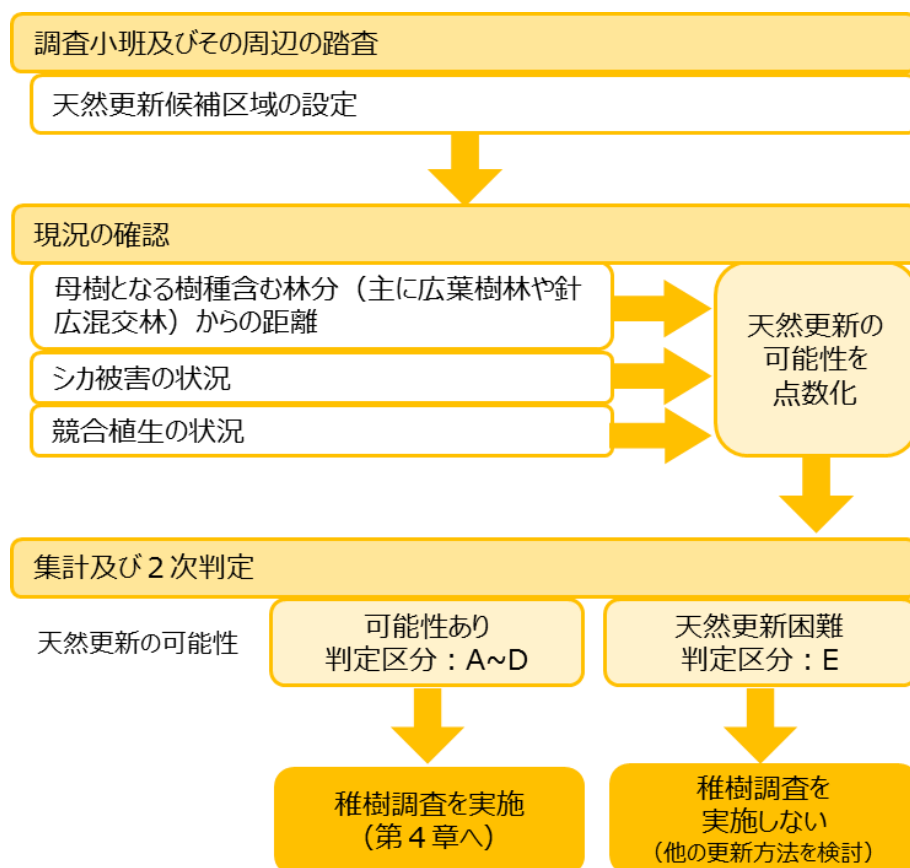 調査小班及びその周辺の踏査
天然更新候補区域の設定
現況の確認
母樹となる樹種含む林分（主に広葉樹林や針
広混交林）からの距離
シカ被害の状況
競合植生の状況
天然更新の
可能性を
点数化
集計及び２次判定
天然更新の可能性
可能性あり
判定区分：A~D
天然更新困難
判定区分：E
稚樹調査を実施
(第４章へ)
稚樹調査を
実施しない
(他の更新方法を検討）